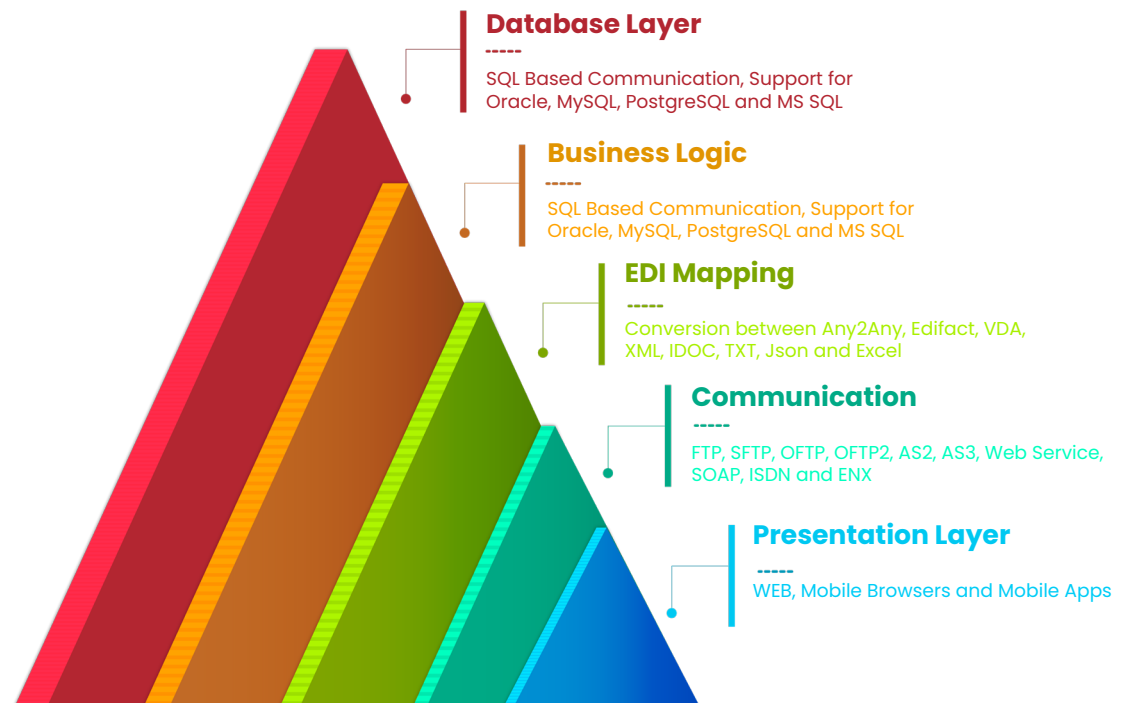 Database Layer
SQL Based Communication, Support for
Oracle, MySQL, PostgreSQL and MS SQL
Business Logic
SQL Based Communication, Support for
Oracle, MySQL, PostgreSQL and MS SQL
EDI Mapping
Conversion between Any2Any, Edifact, VDA,
XML, IDOC, TXT, Json and Excel
Communication
FTP, SFTP, OFTP, OFTP2, AS2, AS3, Web Service,
SOAP, ISDN and ENX
Presentation Layer
WEB, Mobile Browsers and Mobile Apps